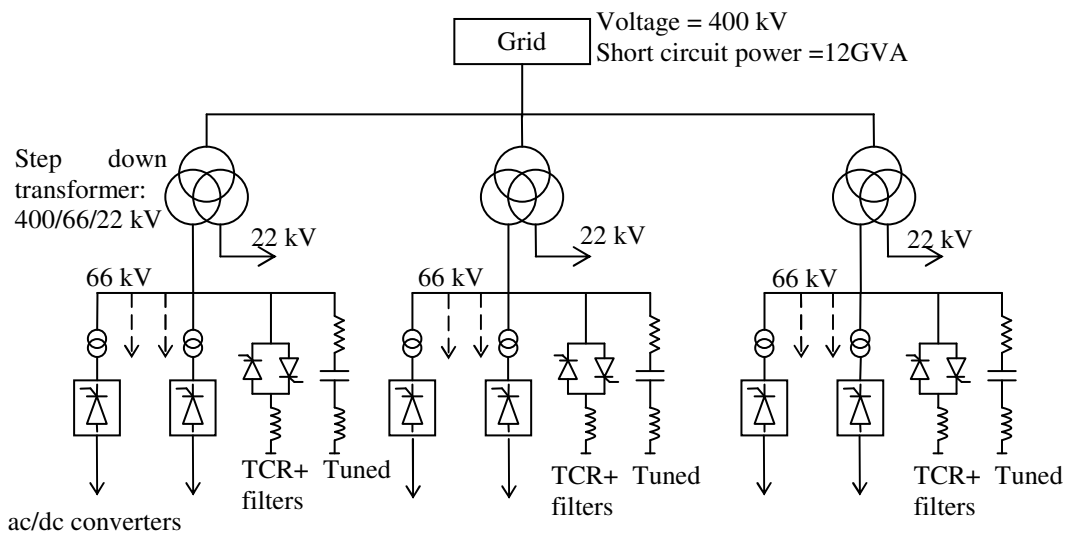 Grid
Voltage = 400 kV
Short circuit power =12GVA
Step down
transformer:
400/66/22 kV
22 kV
22 kV
22 kV
66 kV
66 kV
66 kV
TCR+ Tuned
filters
TCR+ Tuned
filters
TCR+ Tuned
filters
ac/dc converters